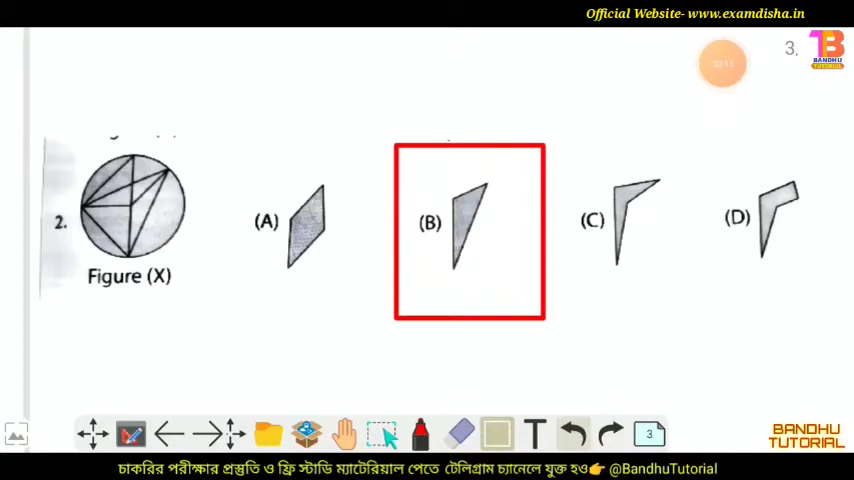 Official Website- www.examdisha.in
3.
BANDHU
TUTORIAL
2.
(A)
(B)
(C)
(D)
Figure (X)
T
3
BANDHU
TUTORIAL
চাকরির পরীক্ষার প্রস্তুতি ও ফ্রি স্টাডি ম্যাটেরিয়াল পেতে টেলিগ্রাম চ্যানেলে যুক্ত হও👉 @BandhuTutorial